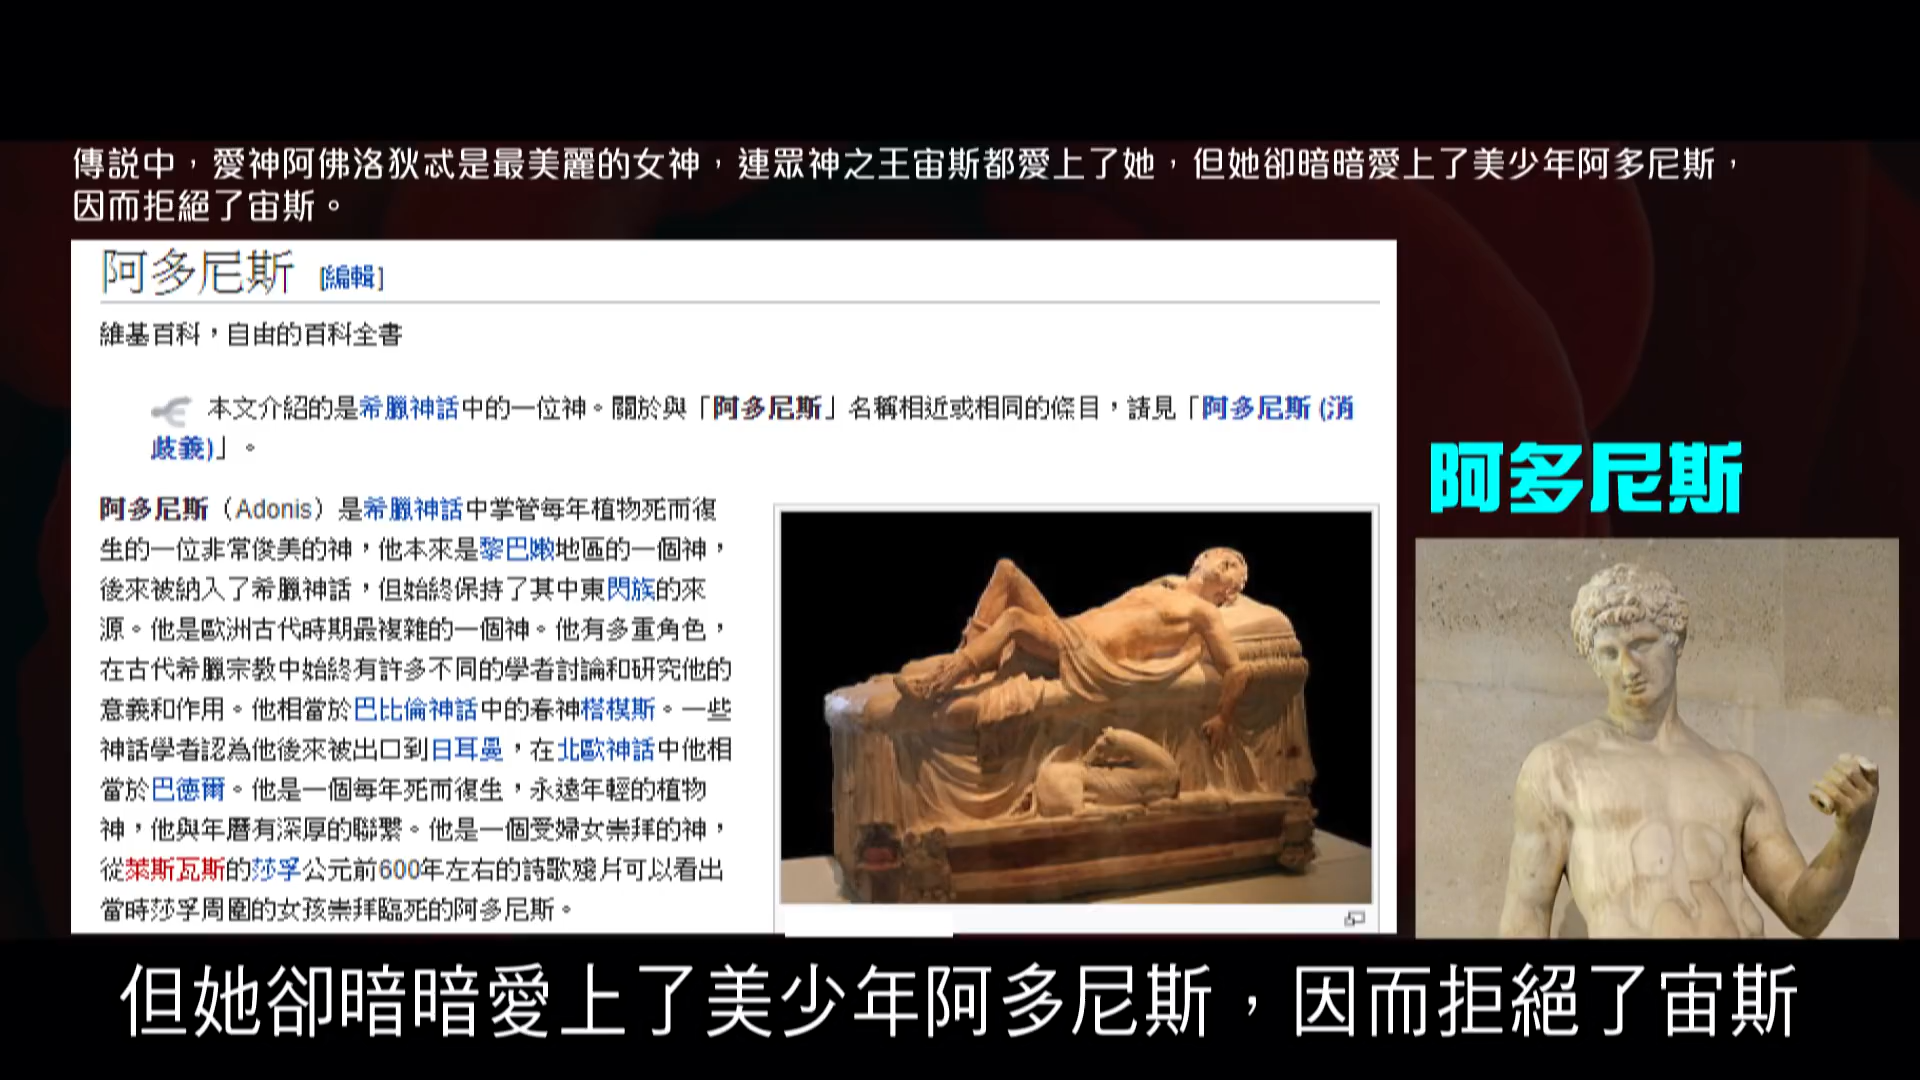 傳說中，愛神阿佛洛狄忒是最美麗的女神，連眾神之王宙斯都愛上了她，但她卻暗暗愛上了美少年阿多尼斯，
因而拒絕了宙斯。
阿多尼斯 [編輯]
維基百科，自由的百科全書
本文介紹的是希臘神話中的一位神。關於與「阿多尼斯」名稱相近或相同的條目，請見「阿多尼斯 (消
歧義)」。
阿多尼斯（Adonis）是希臘神話中掌管每年植物死而復
生的一位非常俊美的神，他本來是黎巴嫩地區的一個神，
後來被納入了希臘神話，但始終保持了其中東閃族的來
源。他是歐洲古代時期最複雜的一個神。他有多重角色，
在古代希臘宗教中始終有許多不同的學者討論和研究他的
意義和作用。他相當於巴比倫神話中的春神塔模斯。一些
神話學者認為他後來被出口到日耳曼，在北歐神話中他相
當於巴德爾。他是一個每年死而復生，永遠年輕的植物
神，他與年曆有深厚的聯繫。他是一個受婦女崇拜的神，
從萊斯瓦斯的莎孚公元前600年左右的詩歌殘片可以看出
當時莎孚周圍的女孩崇拜臨死的阿多尼斯。
阿多尼斯
但她卻暗暗愛上了美少年阿多尼斯，因而拒絕了宙斯